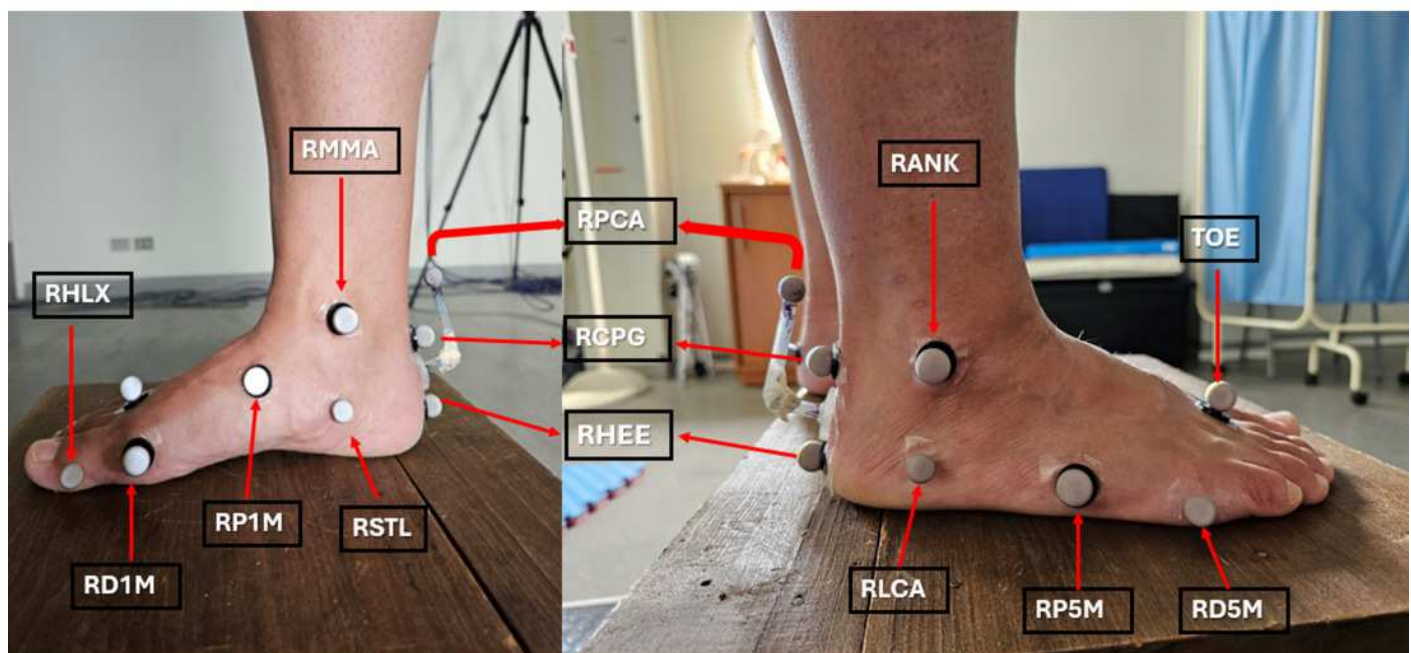 RMMA
RHLX
RP1M
RSTL
RD1M
RPCA
RCPG
RHEE
RANK
TOE
RLCA
RP5M
RD5M